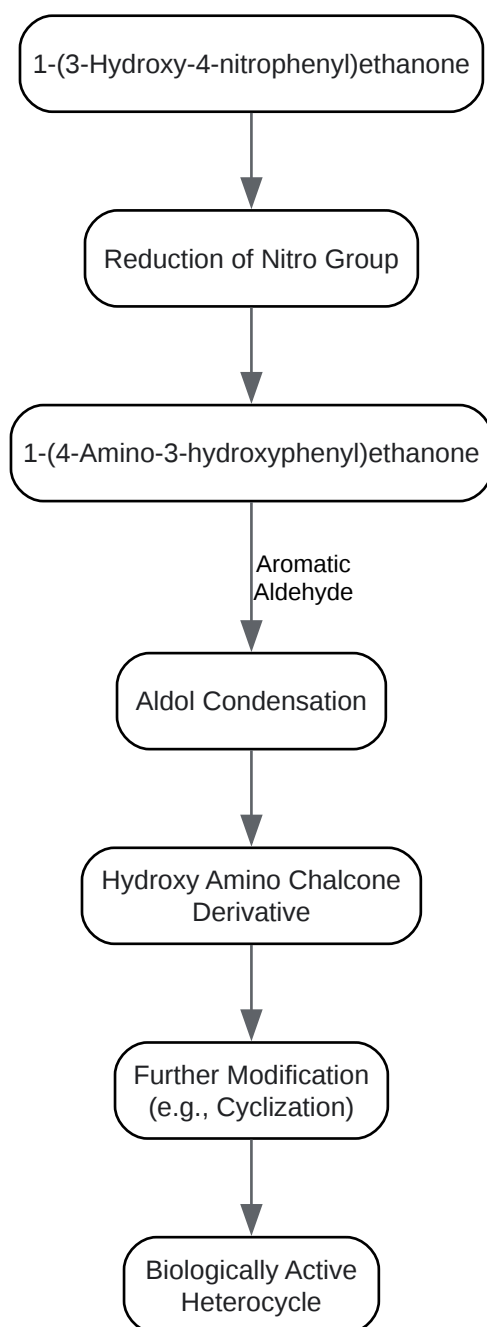 1-(3-Hydroxy-4-nitrophenyl)ethanone
Reduction of Nitro Group
1-(4-Amino-3-hydroxyphenyl)ethanone
Aromatic
Aldehyde
Aldol Condensation
Hydroxy Amino Chalcone
Derivative
Further Modification
(e.g., Cyclization)
Biologically Active
Heterocycle